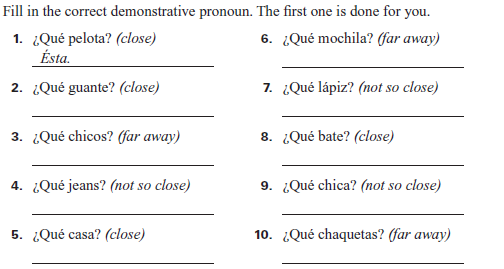 Fill in the correct demonstrative pronoun. The first one is done for you.
1. ¿Qué pelota? (close)
Ésta.
2. ¿Qué guante? (close)
3. ¿Qué chicos? (far away)
4. ¿Qué jeans? (not so close)
5. ¿Qué casa? (close)
6. ¿Qué mochila? (far away)
7. ¿Qué lápiz? (not so close)
8. ¿Qué bate? (close)
9. ¿Qué chica? (not so close)
10. ¿Qué chaquetas? (far away)